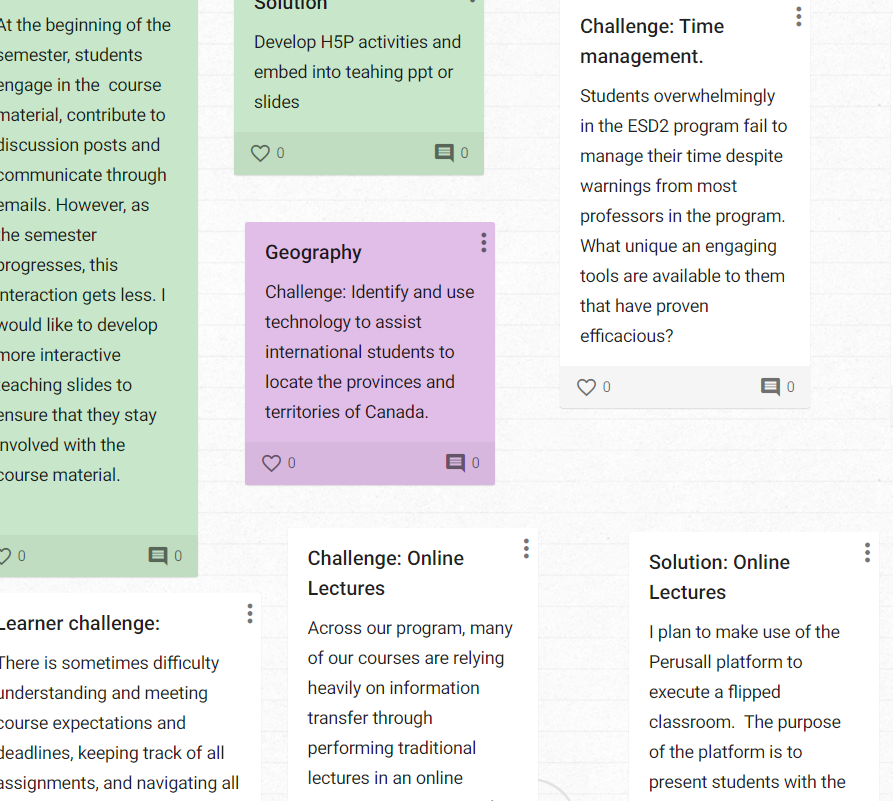 At the beginning of the
semester, students
engage in the course
material, contribute to
discussion posts and
communicate through
emails. However, as
the semester
progresses, this
interaction gets less. I
would like to develop
more interactive
teaching slides to
ensure that they stay
involved with the
course material.
0
0
Solution
Develop H5P activities and
embed into teahing ppt or
slides
0
0
Challenge: Time
management.
Students overwhelmingly
in the ESD2 program fail to
manage their time despite
warnings from most
professors in the program.
What unique an engaging
tools are available to them
that have proven
efficacious?
0
0
Geography
Challenge: Identify and use
technology to assist
international students to
locate the provinces and
territories of Canada.
0
0
Learner challenge:
There is sometimes difficulty
understanding and meeting
course expectations and
deadlines, keeping track of all
assignments, and navigating all
Challenge: Online
Lectures
Across our program, many
of our courses are relying
heavily on information
transfer through
performing traditional
lectures in an online
Solution: Online
Lectures
I plan to make use of the
Perusall platform to
execute a flipped
classroom. The purpose
of the platform is to
present students with the